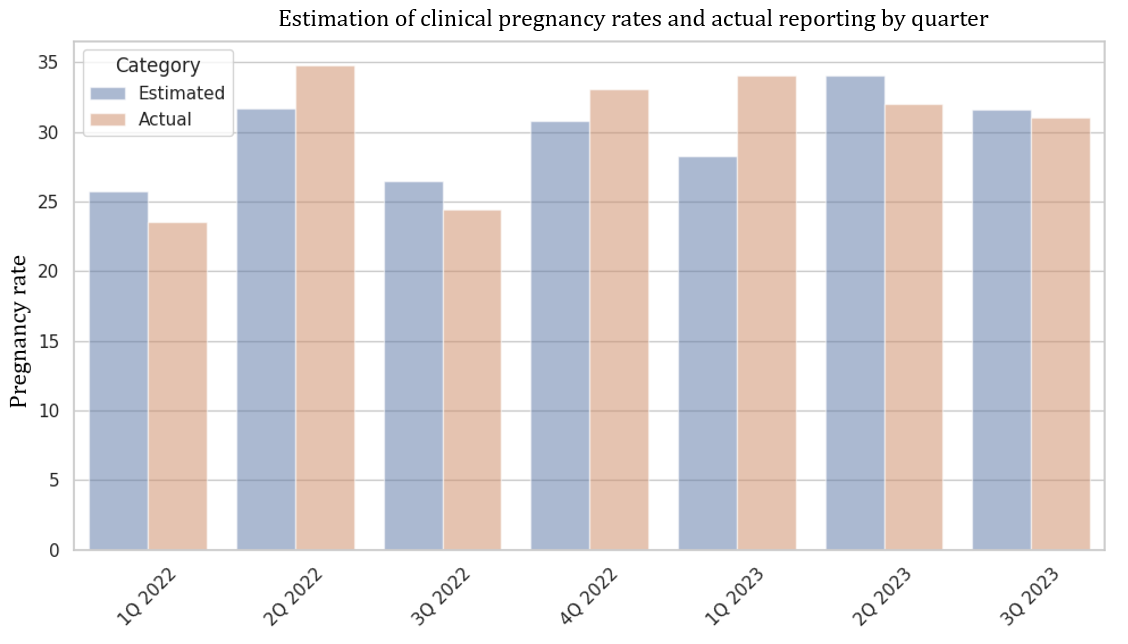 Estimation of clinical pregnancy rates and actual reporting by quarter
Category
Estimated
Actual
Pregnancy rate
35
30
25
20
15
10
5
0
1Q 2022
2Q 2022
3Q 2022
4Q 2022
1Q 2023
2Q 2023
3Q 2023